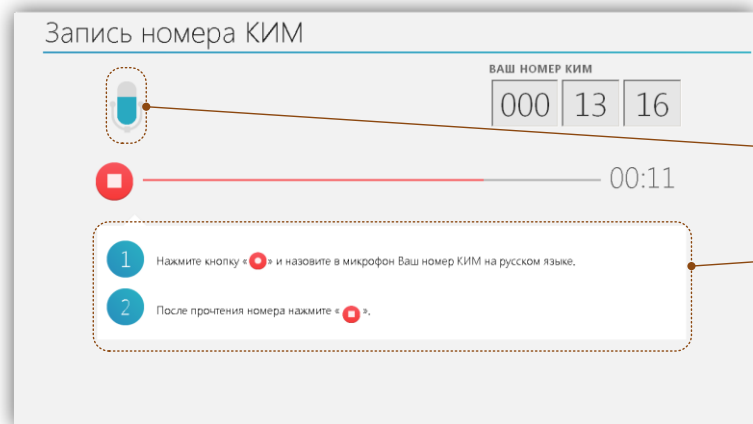 Запись номера КИМ
ВАШ НОМЕР КИМ
000 13 16
00:11
1 Нажмите кнопку « » и назовите в микрофон Ваш номер КИМ на русском языке.
2 После прочтения номера нажмите « ».